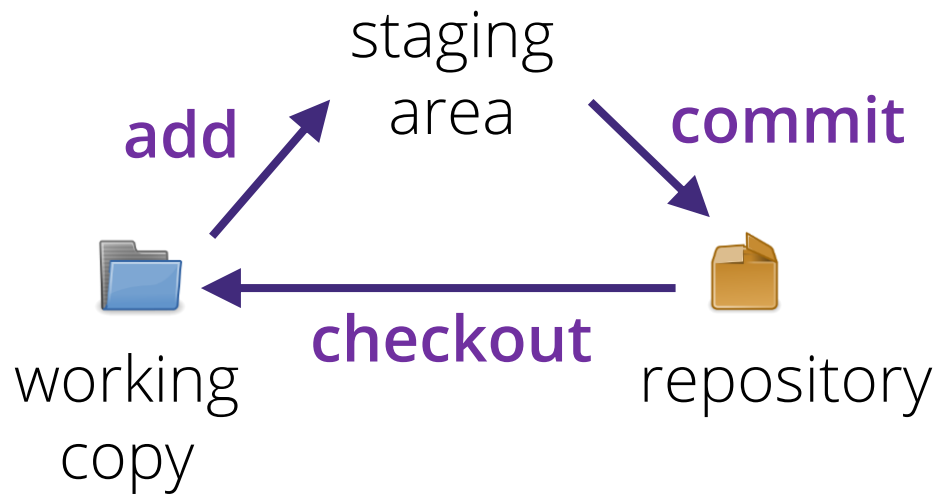 staging
area
add
commit
checkout
working
copy
repository